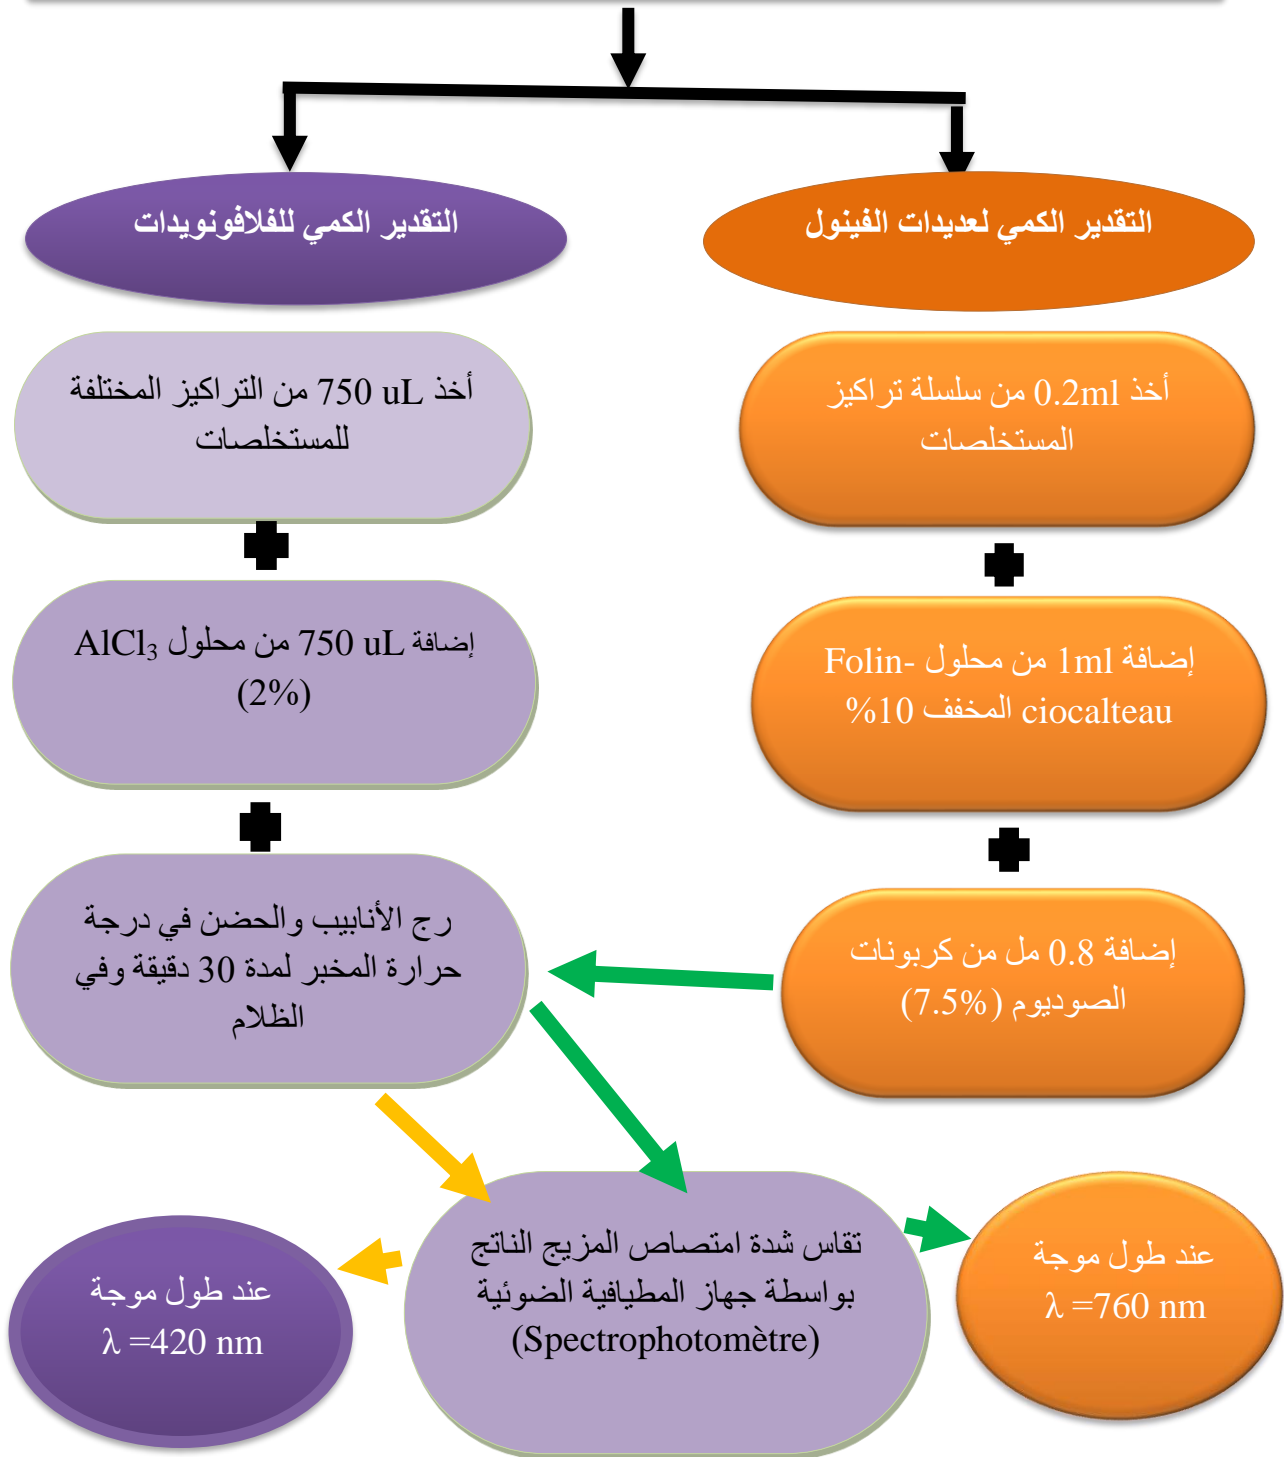 التقدير الكمي لعديدات الفينول
التقدير الكمي للفلافونويدات
أخذ 0.2ml من سلسلة تراكيز
المستخلصات
أخذ 750 uL من التراكيز المختلفة
للمستخلصات
إضافة 1ml من محلول Folin-
ciocalteau المخفف 10%
إضافة 750 uL من محلول AlCl₃
(2%)
إضافة 0.8 مل من كربونات
الصوديوم (7.5%)
رج الأنابيب والحضن في درجة
حرارة المخبر لمدة 30 دقيقة وفي
الظلام
تقاس شدة امتصاص المزيج الناتج
بواسطة جهاز المطيافية الضوئية
(Spectrophotomètre)
عند طول موجة
λ =760 nm
عند طول موجة
λ =420 nm